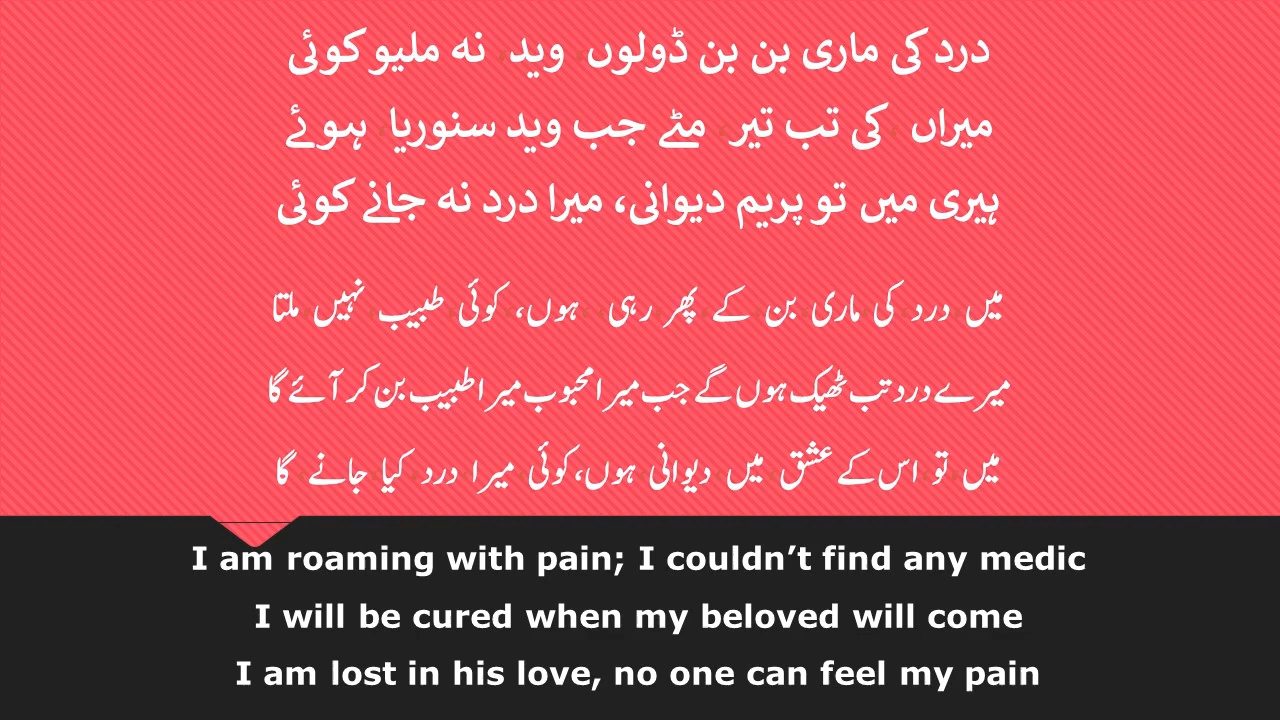 درد کی ماری بن بن ڈولوں وید نہ ملیو کوئی
میراں کی تب تیر مٹے جب وید سنوریا ہوئے
ہیری میں تو پریم دیوانی، میرا درد نہ جانے کوئی
میں درد کی ماری بن کے پھر رہی ہوں، کوئی طبیب نہیں ملتا
میرے درد تب ٹھیک ہوں گے جب میرا محبوب میرا طبیب بن کر آئے گا
میں تو اس کے عشق میں دیوانی ہوں، کوئی میرا درد کیا جانے گا
I am roaming with pain; I couldn’t find any medic
I will be cured when my beloved will come
I am lost in his love, no one can feel my pain